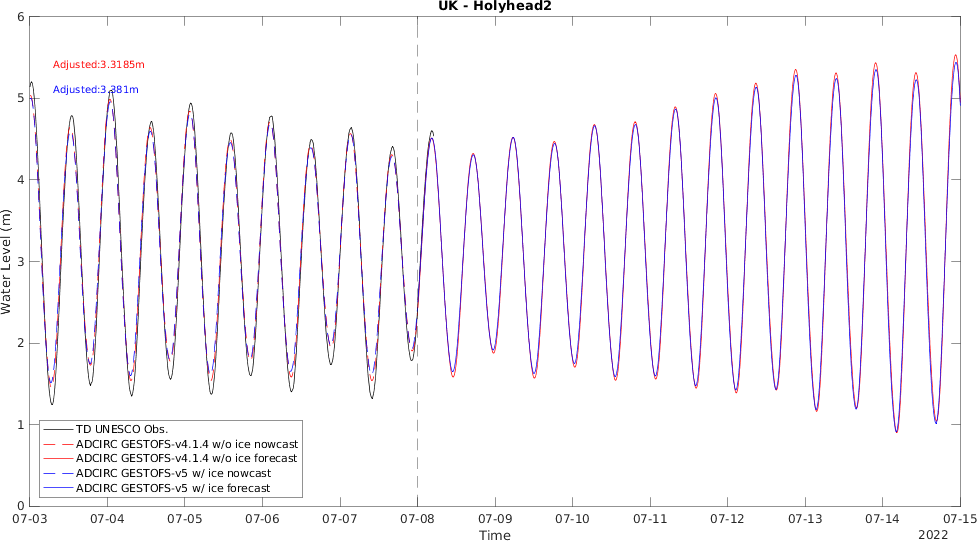 UK - Holyhead2
6
5
4
3
2
1
0
Water Level (m)
Adjusted:3.3185m
Adjusted:3.381m
TD UNESCO Obs.
ADCIRC GESTOFS-v4.1.4 w/o ice nowcast
ADCIRC GESTOFS-v4.1.4 w/o ice forecast
ADCIRC GESTOFS-v5 w/ ice nowcast
ADCIRC GESTOFS-v5 w/ ice forecast
07-03 07-04 07-05 07-06 07-07 07-08 07-09 07-10 07-11 07-12 07-13 07-14 07-15
Time
2022